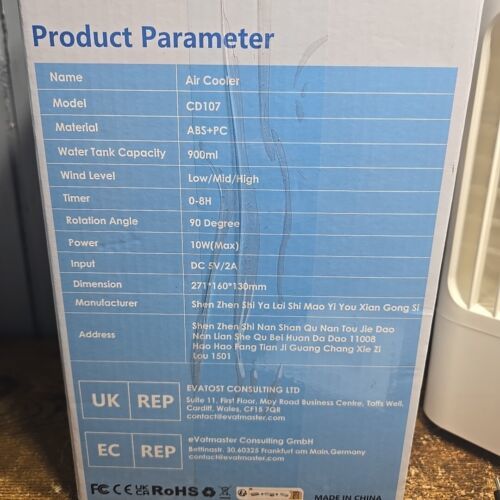 Product Parameter
Name Air Cooler
Model CD107
Material ABS+PC
Water Tank Capacity 900ml
Wind Level Low/Mid/High
Timer 0-8H
Rotation Angle 90 Degree
Power 10W(Max)
Input DC 5V/2A
Dimension 271*160*130mm
Manufacturer Shen Zhen Shi Ya Lai Shi Mao Yi You Xian Gong Si
Address Shen Zhen Shi Nan Shan Qu Nan Tou Jie Dao
Nan Lian She Qu Bei Huan Da Dao 11008
Hao Hao Fang Tian Ji Guang Chang Xie Zi
Lou 1501
UK REP
EVATOST CONSULTING LTD
Suite 11, First Floor, Moy Road Business Centre, Taffs Well,
Cardiff, Wales, CF15 7QR
contact@evatmaster.com
EC REP
eVatmaster Consulting GmbH
Bettinastr. 30,60325 Frankfurt am Main,Germany
contact@evatmaster.com
FC CE UKCA RoHS
MADE IN CHINA